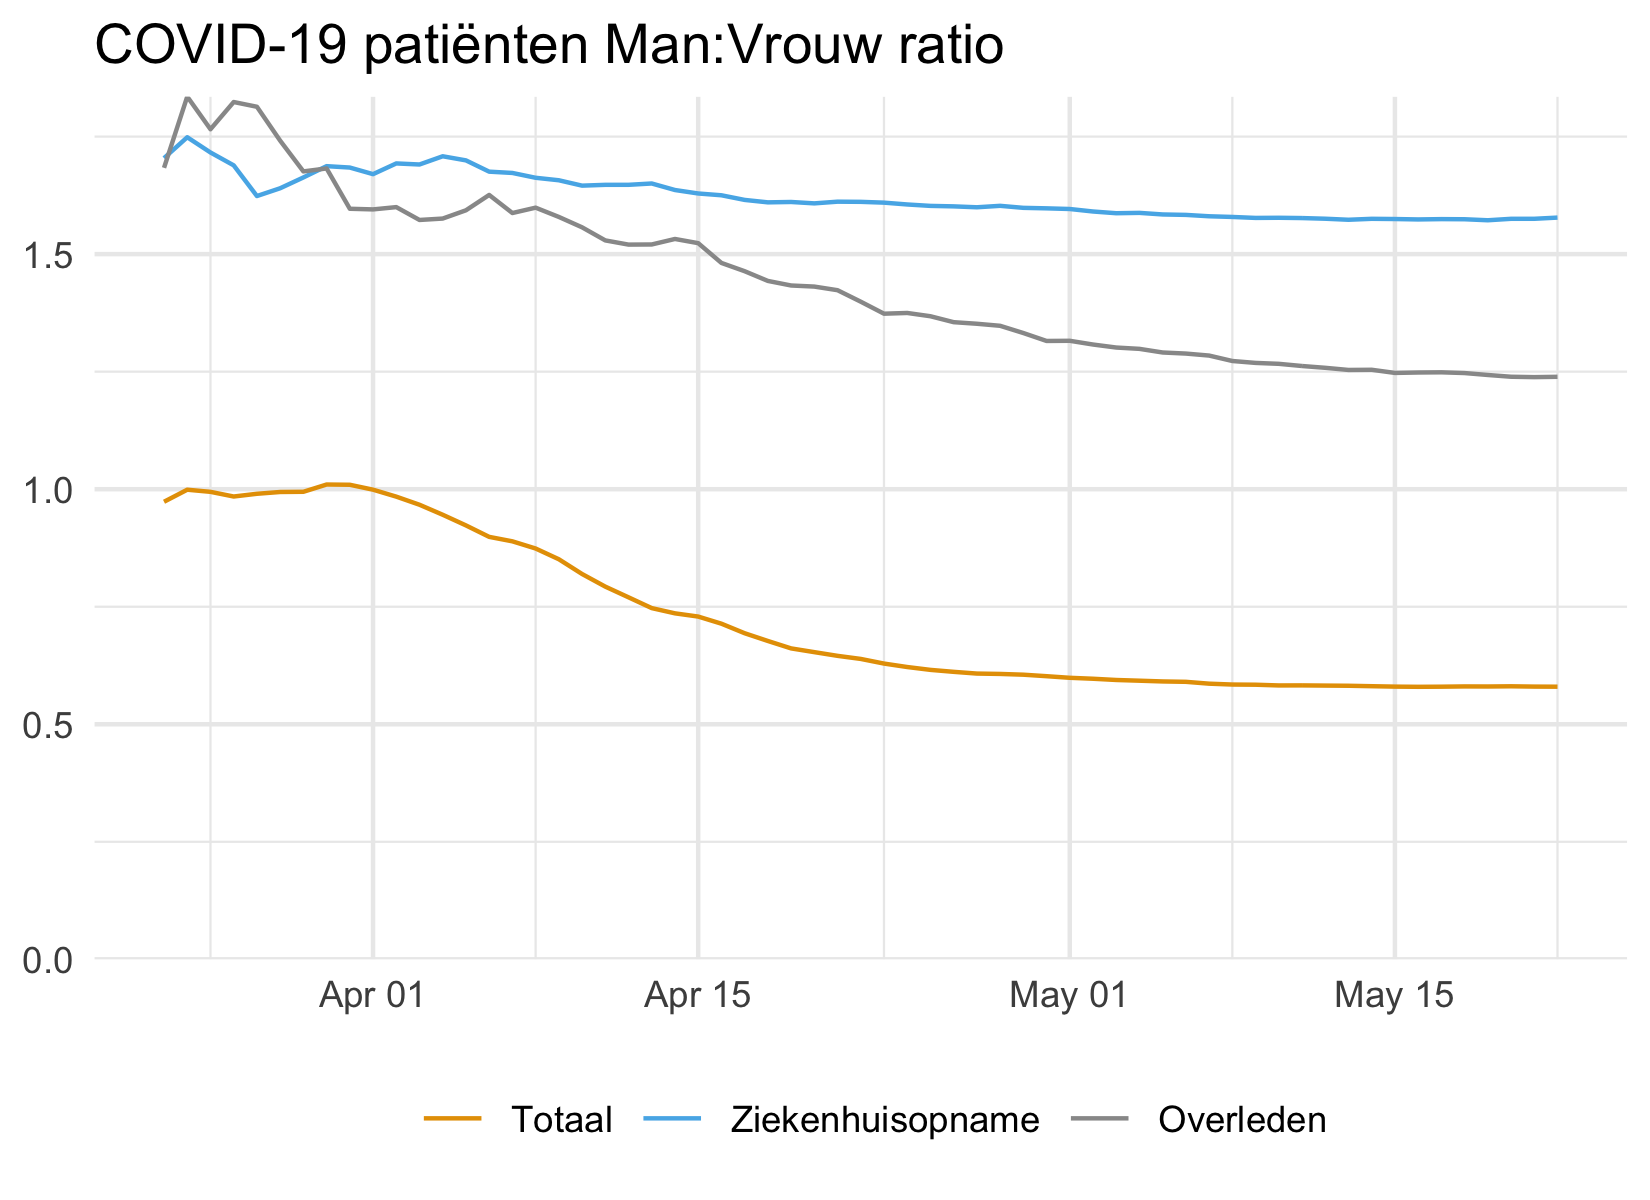 COVID-19 patiënten Man:Vrouw ratio
1.5
1.0
0.5
0.0
Apr 01 Apr 15 May 01 May 15
Totaal Ziekenhuisopname Overleden